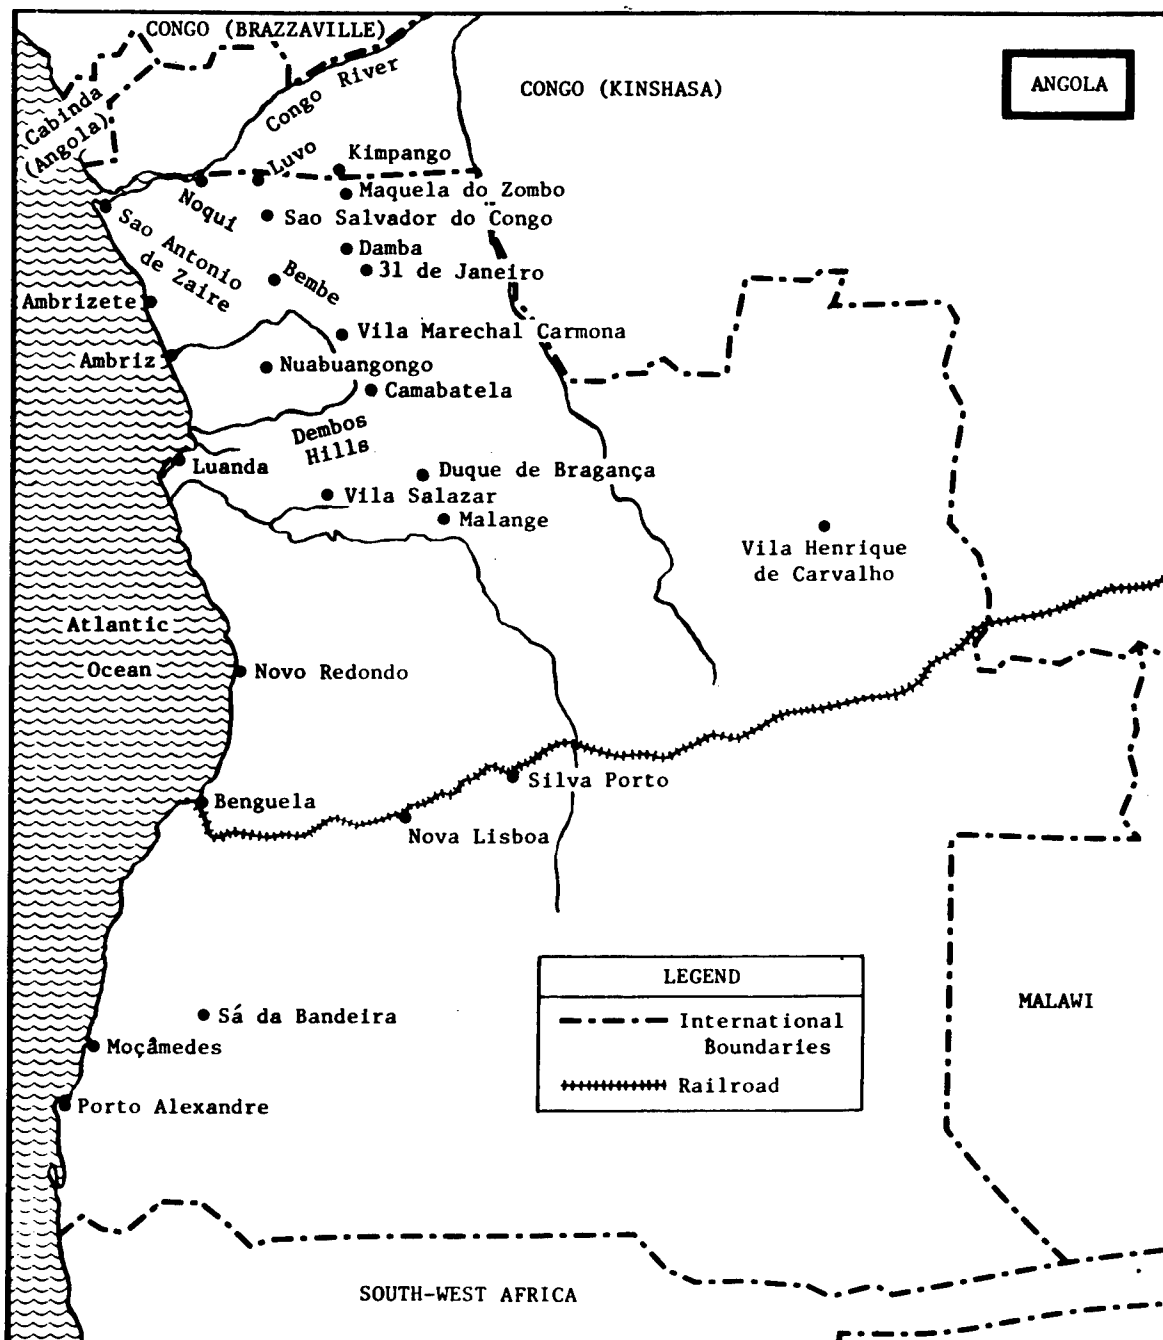 CONGO (BRAZZAVILLE)
Congo River
CONGO (KINSHASA)
ANGOLA
Cabinda
(Angola)
Luvo
Kimpango
Noqui
Maquela do Zombo
Sao Antonio
de Zaire
Sao Salvador do Congo
Damba
31 de Janeiro
Bembe
Ambrizete
Vila Marechal Carmona
Ambriz
Nuabuangongo
Camabatela
Dembos
Hills
Luanda
Duque de Bragança
Vila Salazar
Malange
Vila Henrique
de Carvalho
Atlantic
Ocean
Novo Redondo
Silva Porto
Benguela
Nova Lisboa
LEGEND
International
Boundaries
Railroad
MALAWI
Sá da Bandeira
Moçâmedes
Porto Alexandre
SOUTH-WEST AFRICA